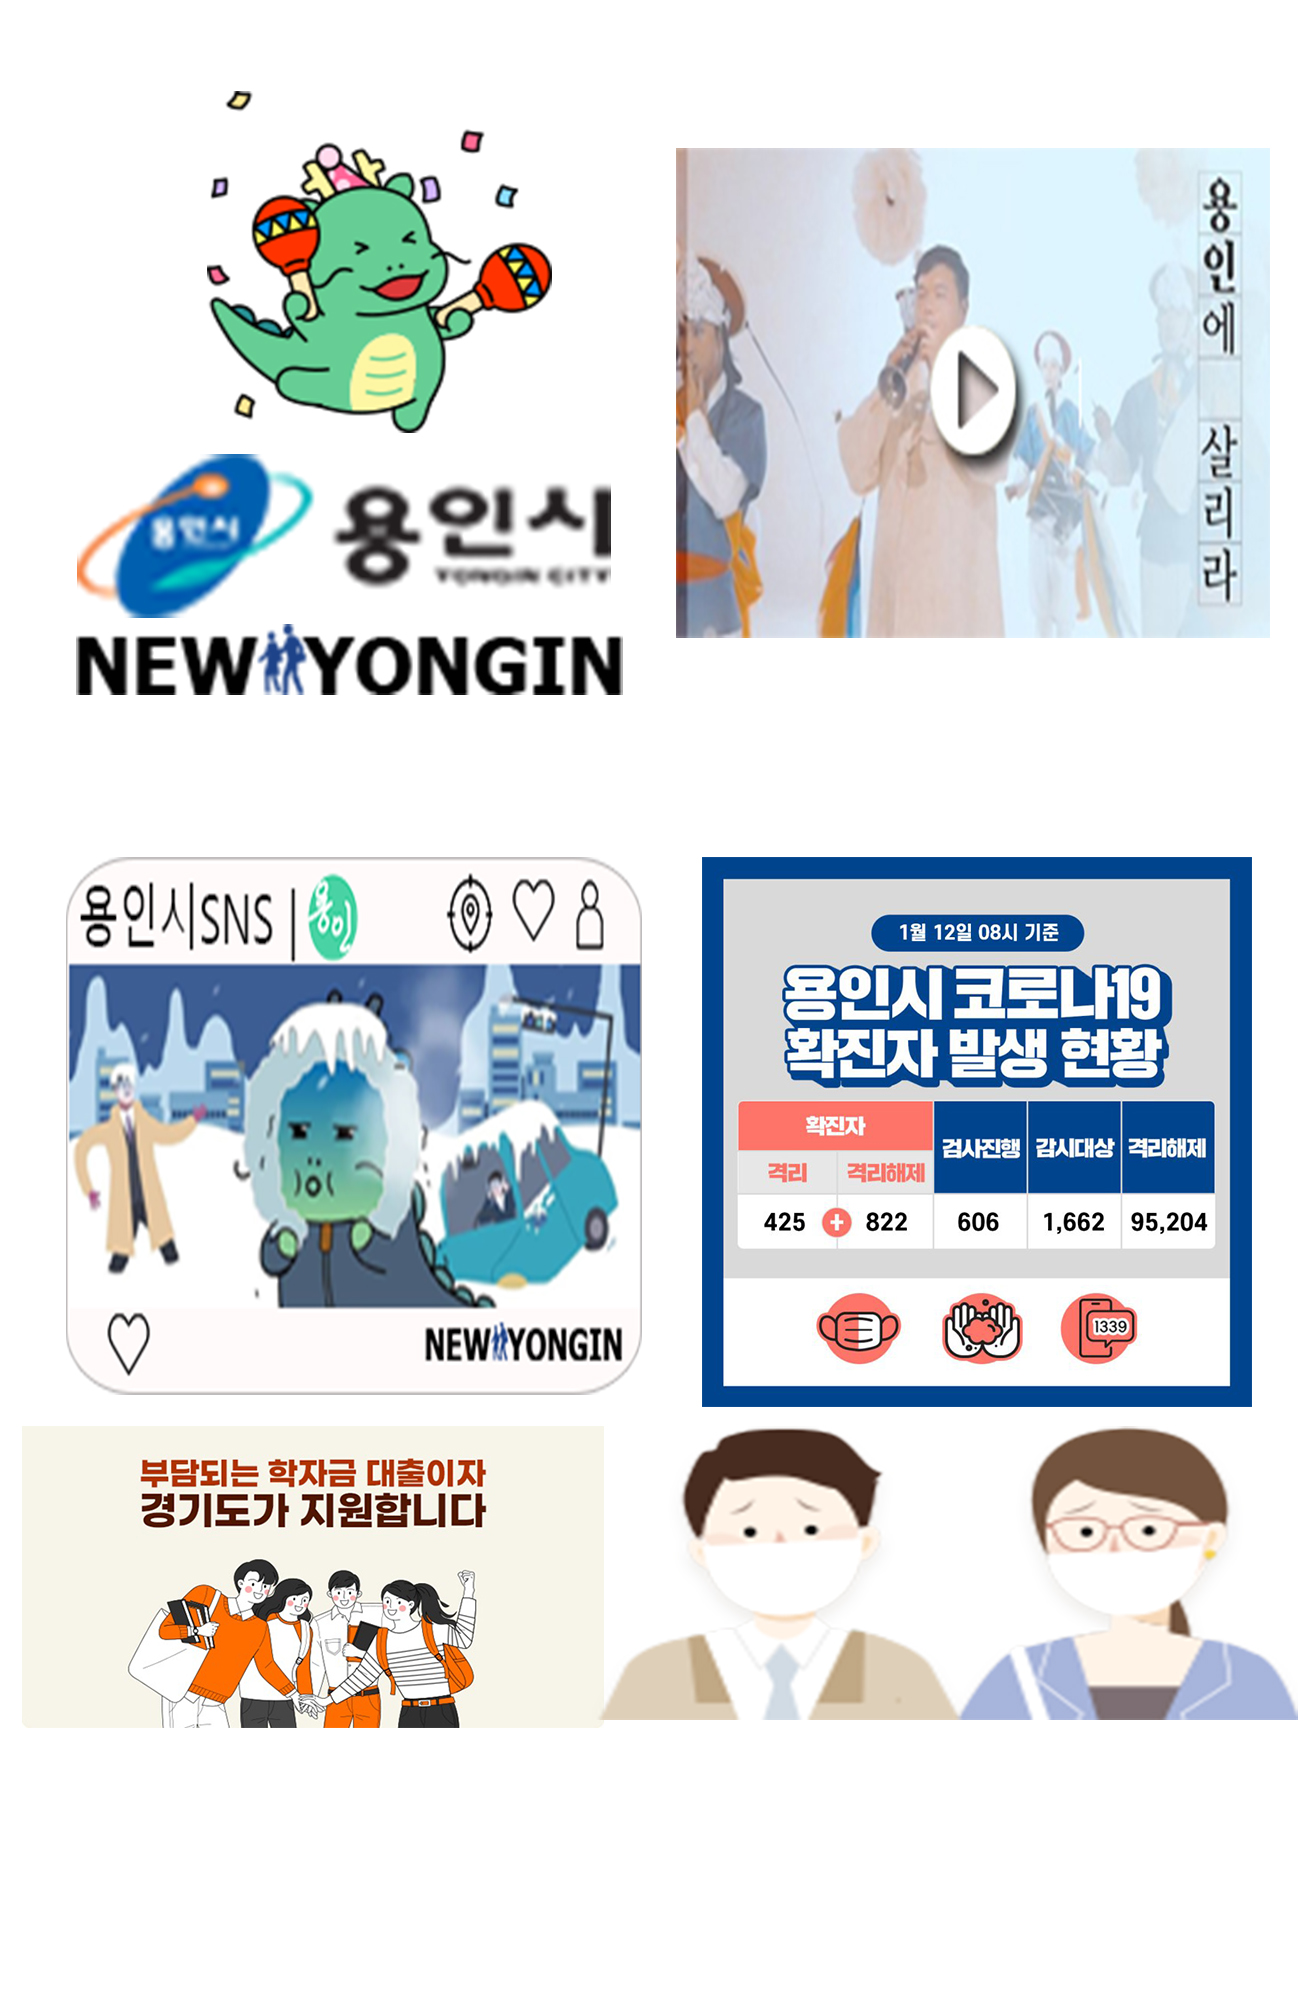 용인시
용인시
YONGIN CITY
NEW YONGIN
용인에 살리라
용인시SNS |
용인
NEW YONGIN
1월 12일 08시 기준
용인시 코로나19
확진자 발생 현황
확진자
검사진행 감시대상 격리해제
격리 격리해제
425 + 822 606 1,662 95,204
1339
부담되는 학자금 대출이자
경기도가 지원합니다